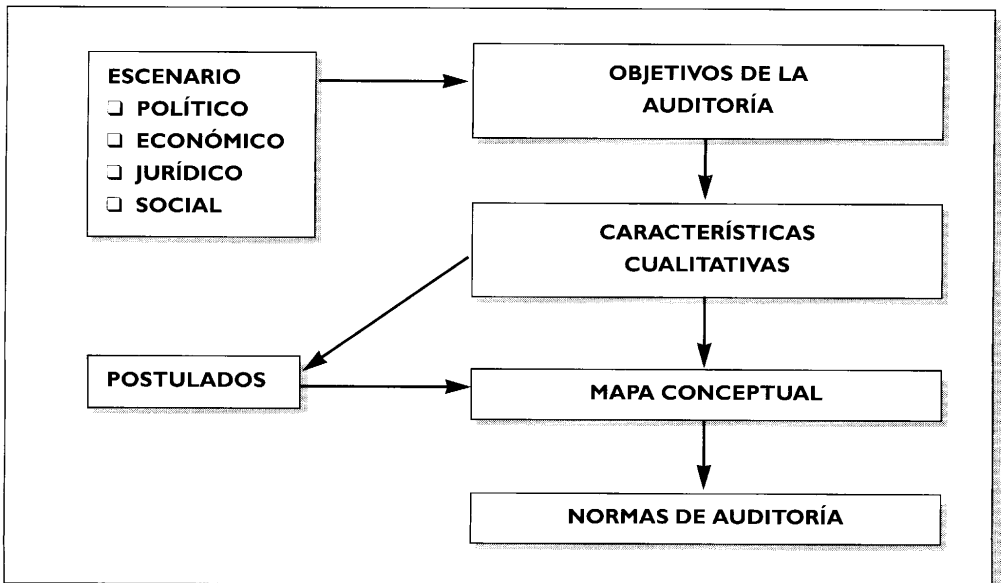 ESCENARIO
❏ POLÍTICO
❏ ECONÓMICO
❏ JURÍDICO
❏ SOCIAL
OBJETIVOS DE LA
AUDITORÍA
CARACTERÍSTICAS
CUALITATIVAS
POSTULADOS
MAPA CONCEPTUAL
NORMAS DE AUDITORÍA